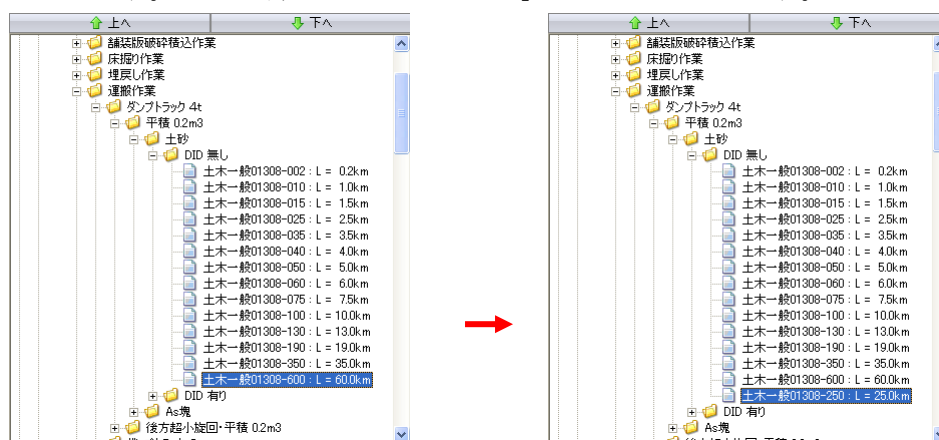 上へ 下へ
舗装版破砕積込作業
床掘り作業
埋戻し作業
運搬作業
ダンプトラック 4t
平積 0.2m3
土砂
DID 無し
土木一般01308-002 : L = 0.2km
土木一般01308-010 : L = 1.0km
土木一般01308-015 : L = 1.5km
土木一般01308-025 : L = 2.5km
土木一般01308-035 : L = 3.5km
土木一般01308-040 : L = 4.0km
土木一般01308-050 : L = 5.0km
土木一般01308-060 : L = 6.0km
土木一般01308-075 : L = 7.5km
土木一般01308-100 : L = 10.0km
土木一般01308-130 : L = 13.0km
土木一般01308-190 : L = 19.0km
土木一般01308-350 : L = 35.0km
土木一般01308-600 : L = 60.0km
DID 有り
As塊
後方超小旋回・平積 0.2m3
上へ 下へ
舗装版破砕積込作業
床掘り作業
埋戻し作業
運搬作業
ダンプトラック 4t
平積 0.2m3
土砂
DID 無し
土木一般01308-002 : L = 0.2km
土木一般01308-010 : L = 1.0km
土木一般01308-015 : L = 1.5km
土木一般01308-025 : L = 2.5km
土木一般01308-035 : L = 3.5km
土木一般01308-040 : L = 4.0km
土木一般01308-050 : L = 5.0km
土木一般01308-060 : L = 6.0km
土木一般01308-075 : L = 7.5km
土木一般01308-100 : L = 10.0km
土木一般01308-130 : L = 13.0km
土木一般01308-190 : L = 19.0km
土木一般01308-350 : L = 35.0km
土木一般01308-600 : L = 60.0km
土木一般01308-250 : L = 25.0km
DID 有り
As塊